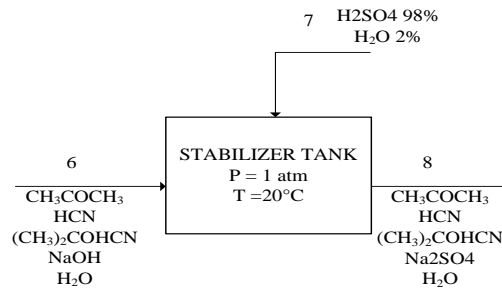 7
H2SO4 98%
H₂O 2%
STABILIZER TANK
P = 1 atm
T =20°C
6
CH₃COCH₃
HCN
(CH₃)₂COHCN
NaOH
H₂O
8
CH₃COCH₃
HCN
(CH₃)₂COHCN
Na2SO4
H₂O